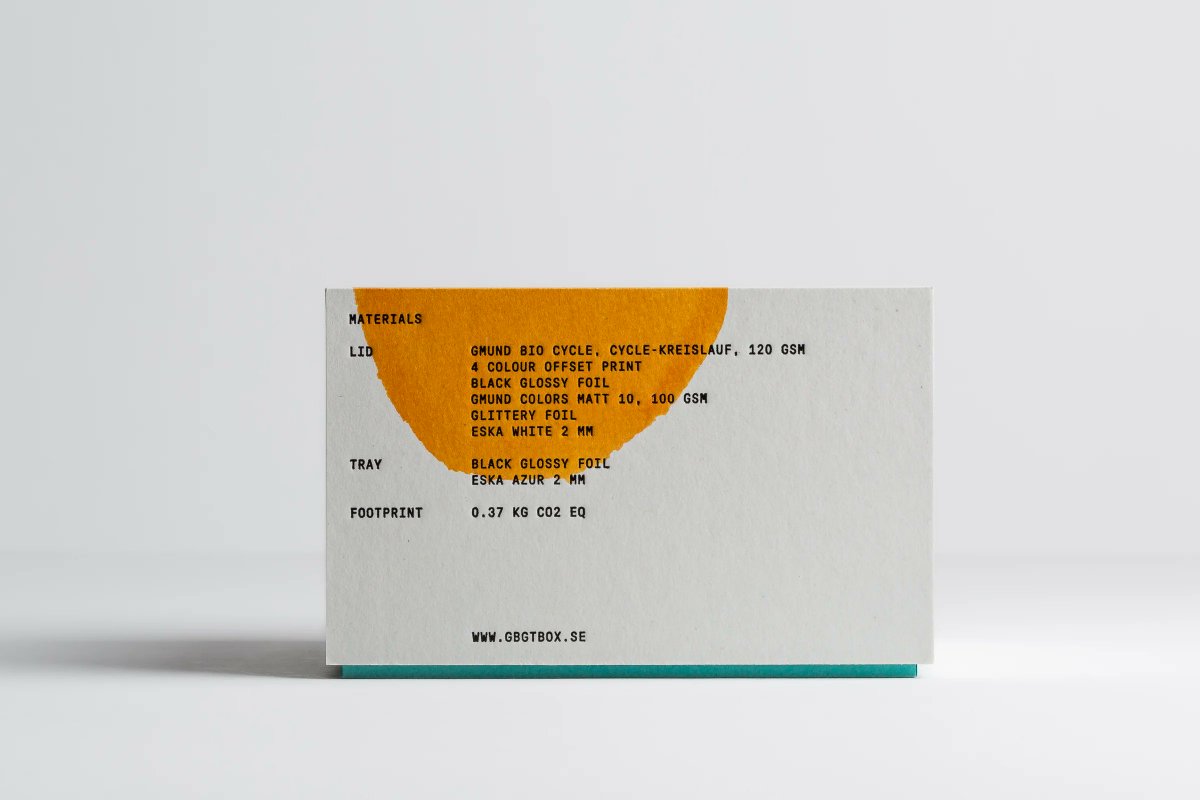 MATERIALS
LID GMUND BIO CYCLE, CYCLE-KREISLAUF, 120 GSM
4 COLOUR OFFSET PRINT
BLACK GLOSSY FOIL
GMUND COLORS MATT 10, 100 GSM
GLITTERY FOIL
ESKA WHITE 2 MM
TRAY BLACK GLOSSY FOIL
ESKA AZUR 2 MM
FOOTPRINT 0.37 KG CO2 EQ
WWW.GBGTBOX.SE